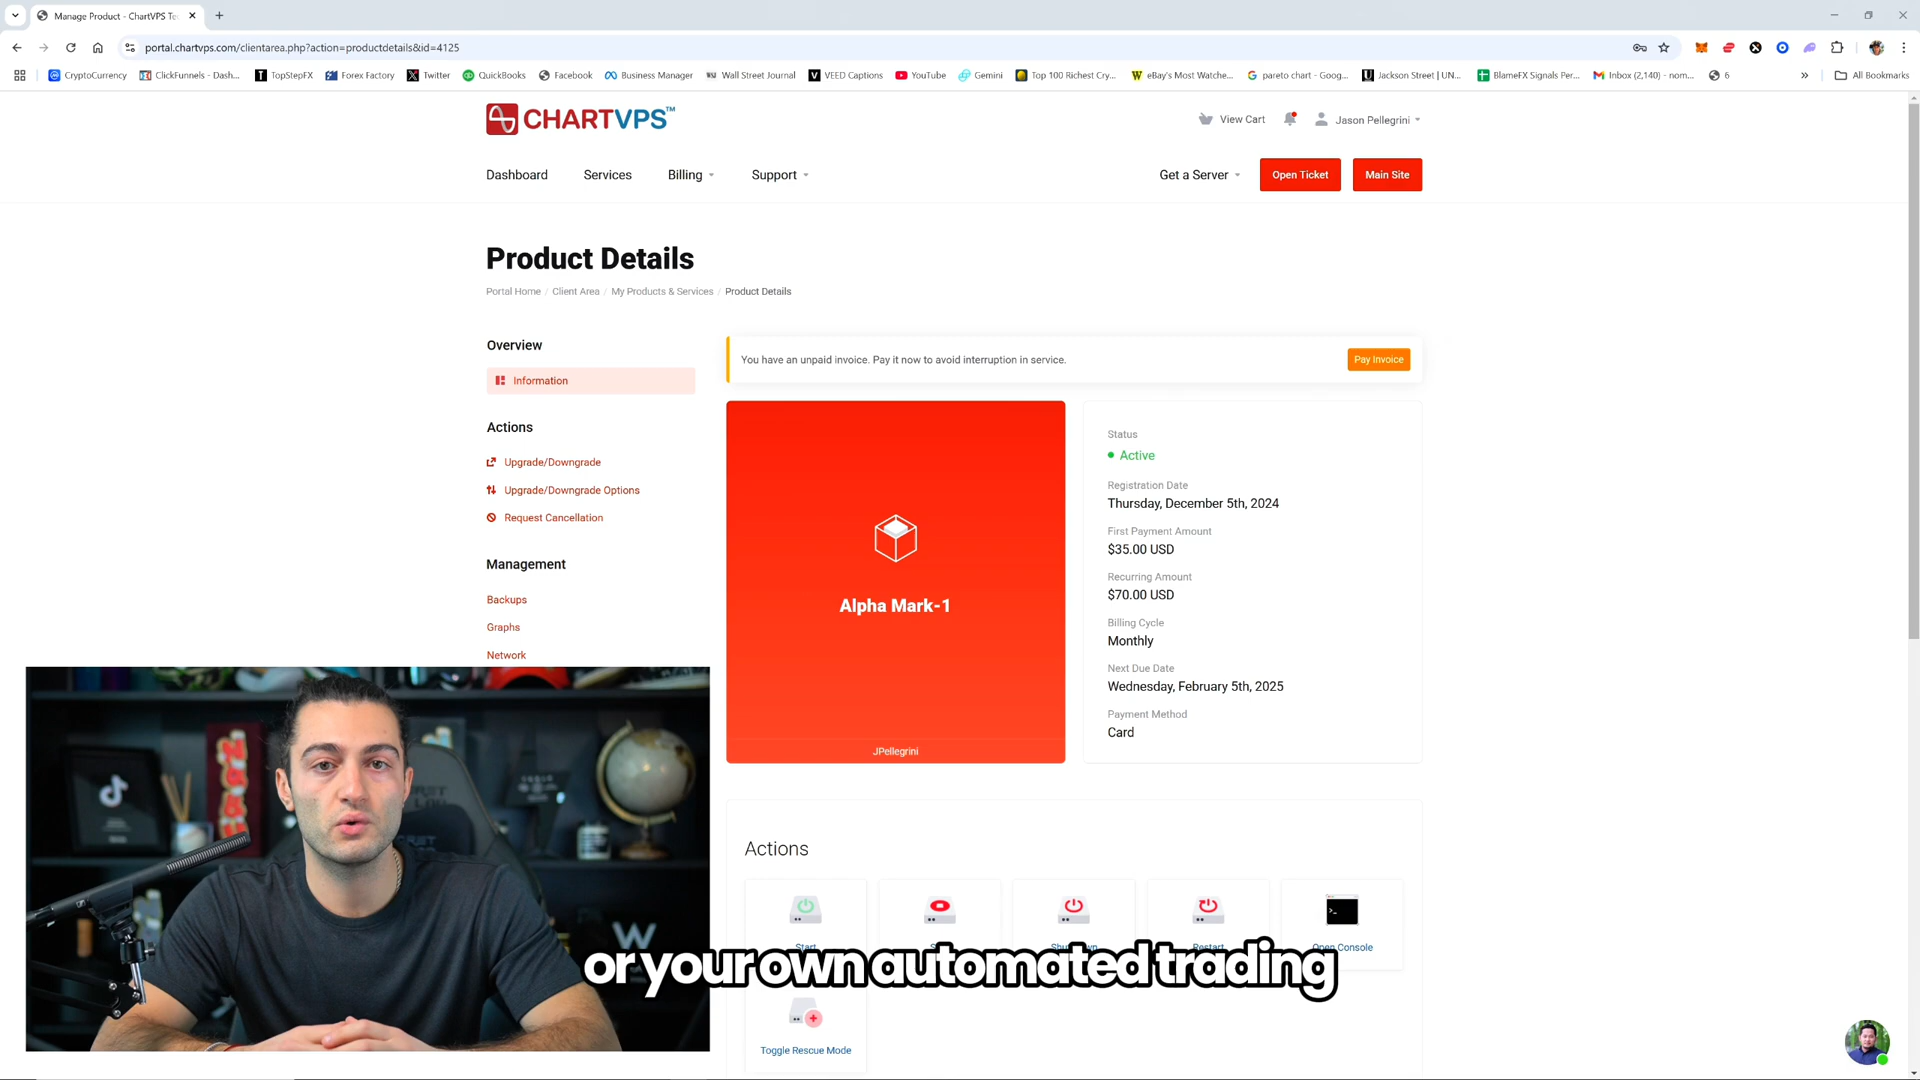 Manage Product - ChartVPS Te
portal.chartvps.com/clientarea.php?action=productdetails&id=4125
CryptoCurrency
ClickFunnels - Dash...
TopStepFX
Forex Factory
Twitter
QuickBooks
Facebook
Business Manager
Wall Street Journal
VEED Captions
YouTube
Gemini
Top 100 Richest Cry...
eBay's Most Watche...
pareto chart - Goog...
Jackson Street | UN...
BlameFX Signals Per...
Inbox (2,140) - nom...
6
All Bookmarks
CHARTVPS™
View Cart
Jason Pellegrini
Dashboard
Services
Billing
Support
Get a Server
Open Ticket
Main Site
Product Details
Portal Home / Client Area / My Products & Services / Product Details
Overview
Information
Actions
Upgrade/Downgrade
Upgrade/Downgrade Options
Request Cancellation
Management
Backups
Graphs
Network
You have an unpaid invoice. Pay it now to avoid interruption in service.
Pay Invoice
Alpha Mark-1
JPellegrini
Status
Active
Registration Date
Thursday, December 5th, 2024
First Payment Amount
$35.00 USD
Recurring Amount
$70.00 USD
Billing Cycle
Monthly
Next Due Date
Wednesday, February 5th, 2025
Payment Method
Card
Actions
Start
Restart
Open Console
or your own automated trading
Toggle Rescue Mode